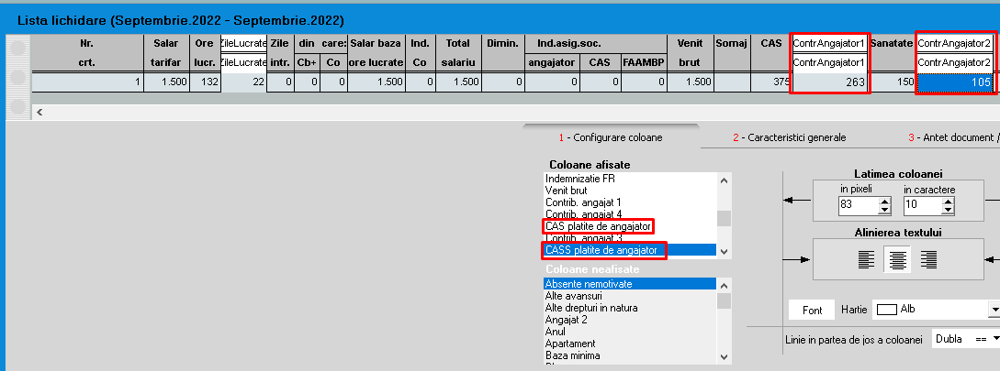 Lista lichidare (Septembrie.2022 - Septembrie.2022)
Nr. Salar Ore ZileLucrate Zile din care: Salar baza Ind. Total Dimin. Ind.asig.soc. Venit Somaj CAS ContrAngajator1 Sanatate ContrAngajator2
crt. tarifar lucr. ZileLucrate intr. Cb+ Co ore lucrate Co salariu angajator CAS FAAMBP brut ContrAngajator1 ContrAngajator2
1 1.500 132 22 0 0 0 1.500 0 1.500 0 0 0 1.500 375 263 150 105
<
1 - Configurare coloane 2 - Caracteristici generale 3 - Antet document /
Coloane afisate
Indemnizatie FR
Venit brut
Contrib. angajat 1
Contrib. angajat 4
CAS platite de angajator
Contrib. angajat 3
CASS platite de angajator
Coloane neafisate
Absente nemotivate
Alte avansuri
Alte drepturi in natura
Angajat 2
Anul
Apartament
Baza minima
Latimea coloanei
in pixeli in caractere
83 10
Alinierea textului
Font Hartie Alb
Linie in partea de jos a coloanei Dubla ==